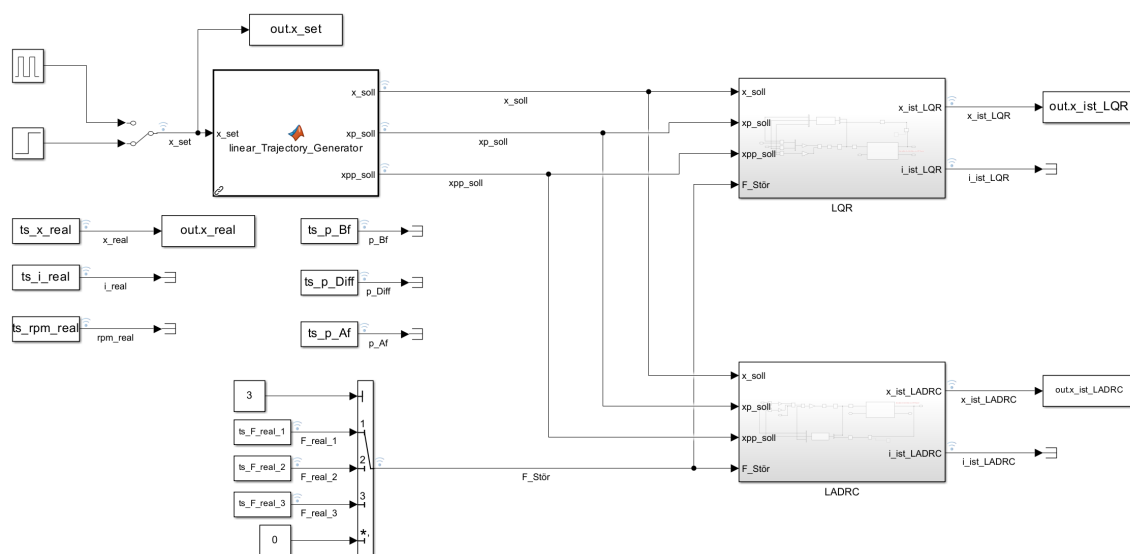 out.x_set
x_set
x_set
linear_Trajectory_Generator
x_soll
xp_soll
xpp_soll
x_soll
xp_soll
xpp_soll
x_soll
xp_soll
xpp_soll
F_Stör
x_ist_LQR
i_ist_LQR
LQR
x_ist_LQR
i_ist_LQR
out.x_ist_LQR
ts_x_real
x_real
out.x_real
ts_i_real
i_real
ts_rpm_real
rpm_real
ts_p_Bf
p_Bf
ts_p_Diff
p_Diff
ts_p_Af
p_Af
3
ts_F_real_1
F_real_1
ts_F_real_2
F_real_2
ts_F_real_3
F_real_3
0
1
2
3
*,
F_Stör
x_soll
xp_soll
xpp_soll
F_Stör
x_ist_LADRC
i_ist_LADRC
LADRC
x_ist_LADRC
i_ist_LADRC
out.x_ist_LADRC